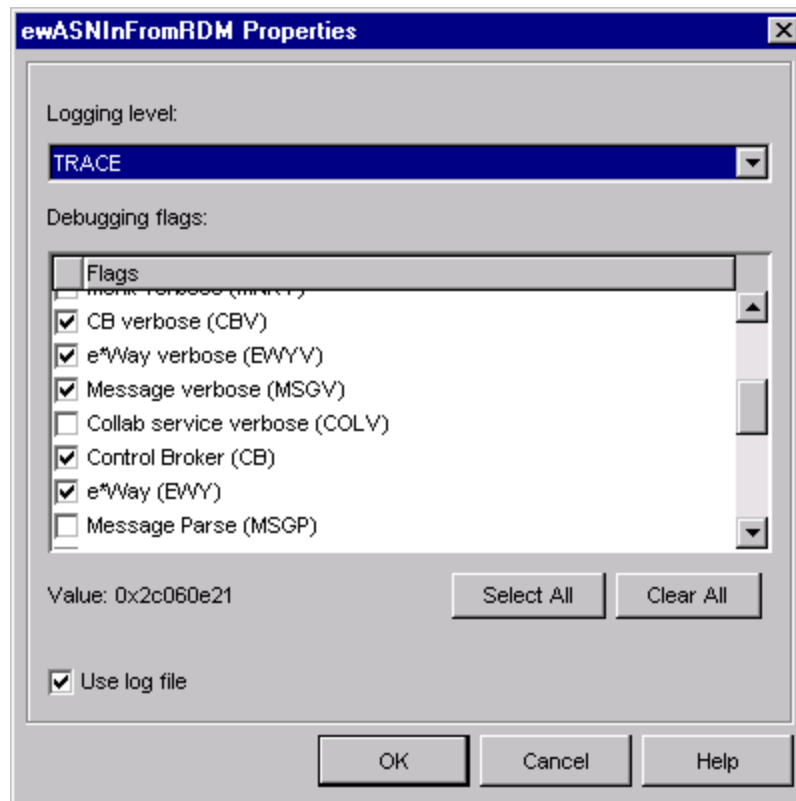 ewASNInFromRDM Properties
Logging level:
TRACE
Debugging flags:
Flags
CB verbose (CBV)
e*Way verbose (EWYV)
Message verbose (MSGV)
Collab service verbose (COLV)
Control Broker (CB)
e*Way (EWY)
Message Parse (MSGP)
Value: 0x2c060e21
Select All
Clear All
Use log file
OK
Cancel
Help